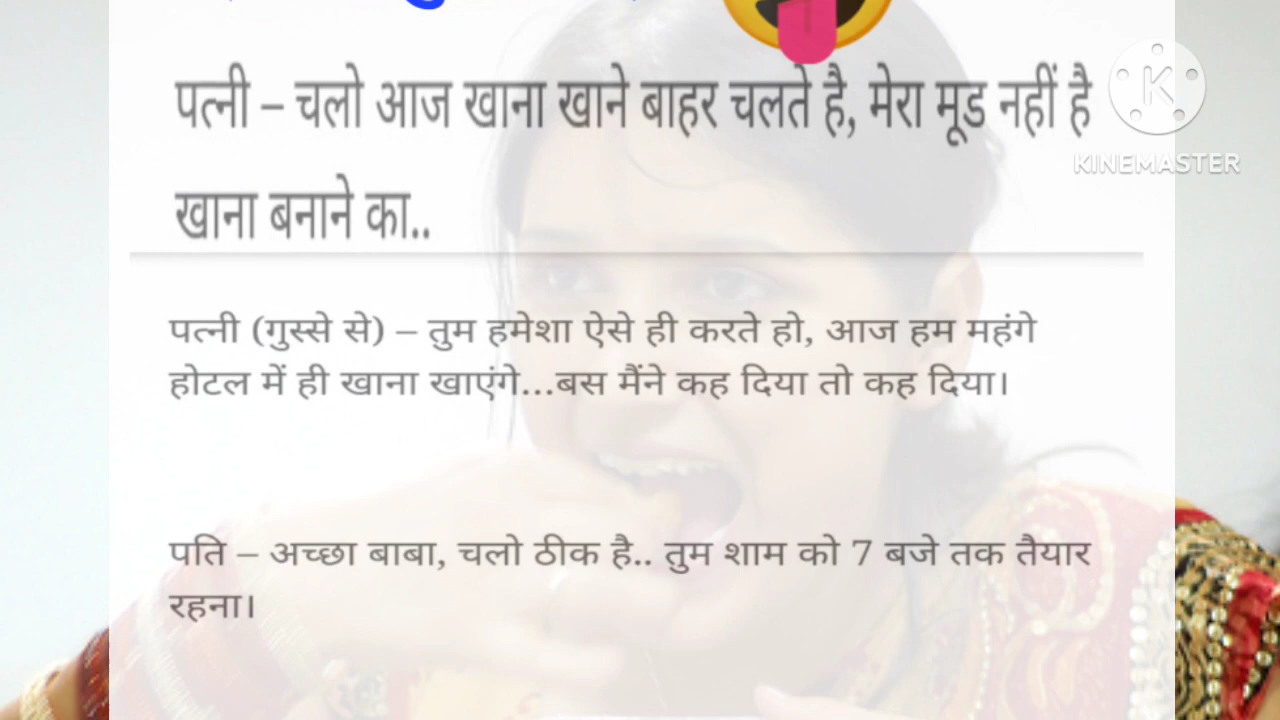 पत्नी – चलो आज खाना खाने बाहर चलते है, मेरा मूड नहीं है
खाना बनाने का..
KINEMASTER
पत्नी (गुस्से से) – तुम हमेशा ऐसे ही करते हो, आज हम महंगे
होटल में ही खाना खाएंगे...बस मैंने कह दिया तो कह दिया।
पति – अच्छा बाबा, चलो ठीक है.. तुम शाम को 7 बजे तक तैयार
रहना।